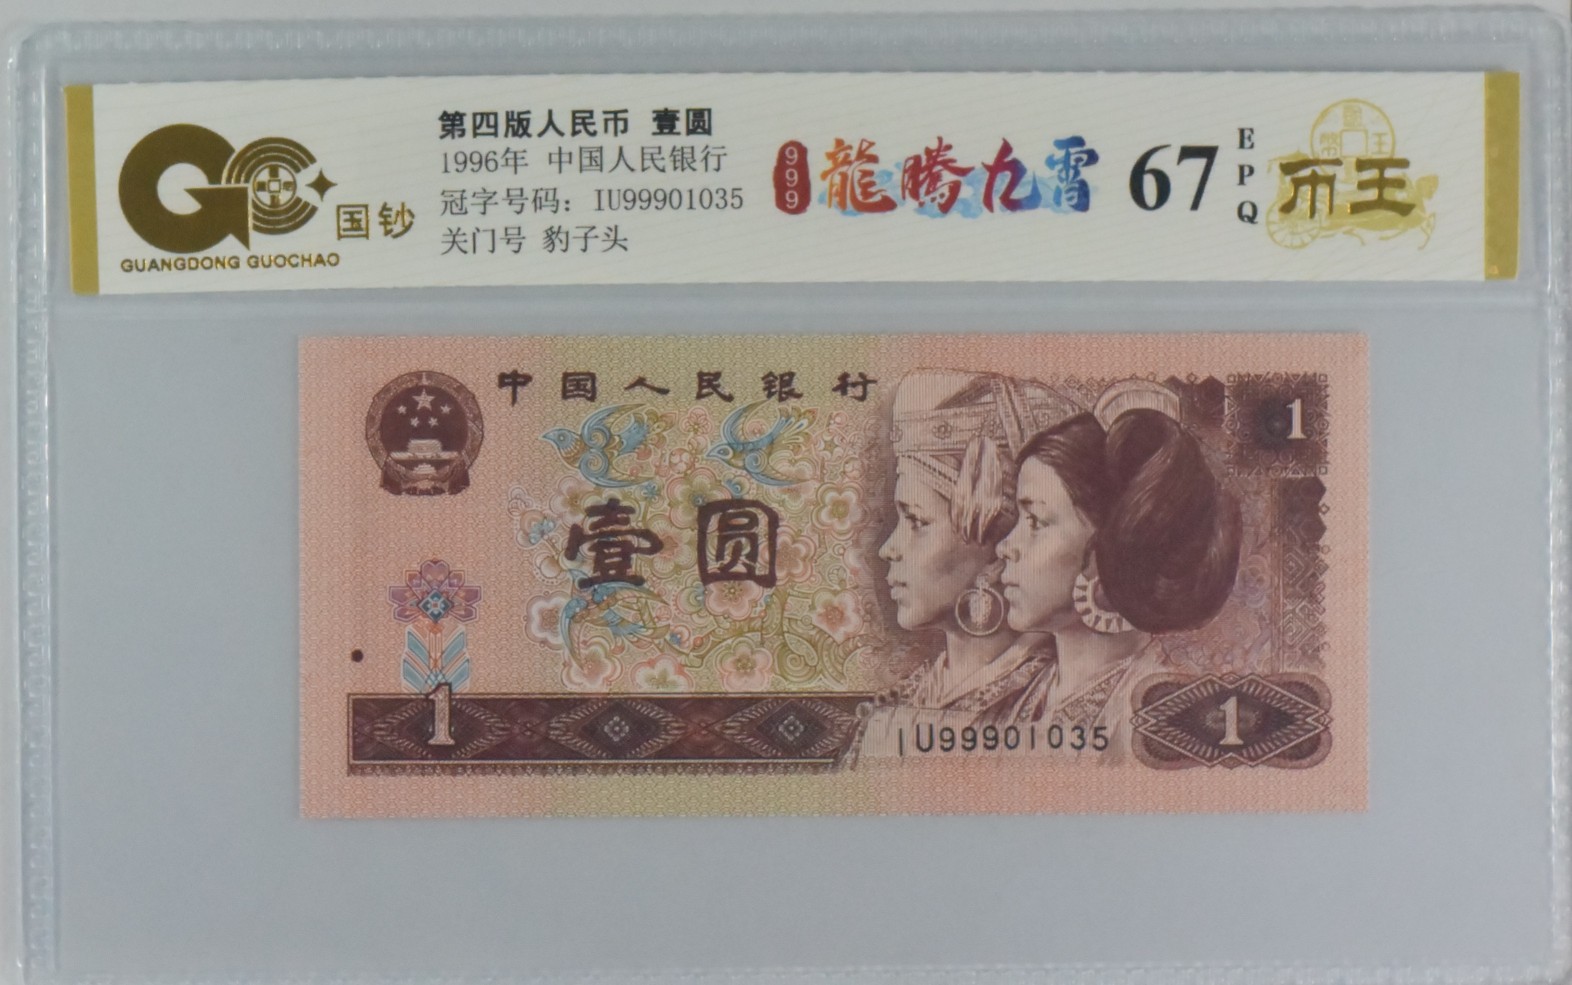 第四版人民币 壹圆
1996年 中国人民银行
冠字号码：IU99901035
关门号 豹子头
国钞
GUANGDONG GUOCHAO
999
龍腾九霄
67
EPQ
币王
中国人民银行
壹圆
1
1
1
IU99901035